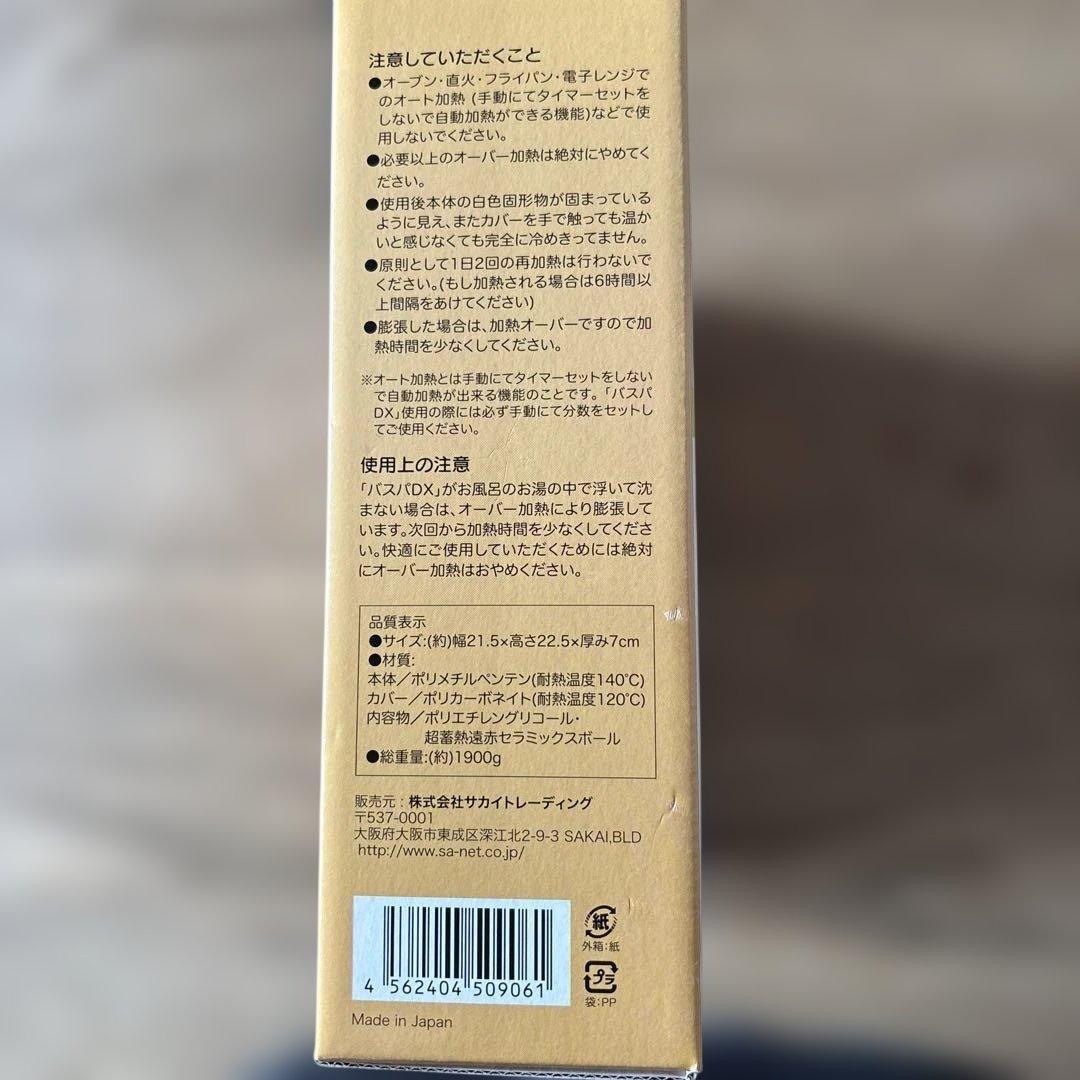 注意していただくこと
●オーブン・直火・フライパン・電子レンジで
のオート加熱 (手動にてタイマーセットを
しないで自動加熱ができる機能)などで使
用しないでください。
●必要以上のオーバー加熱は絶対にやめてく
ださい。
●使用後本体の白色固形物が固まっている
ように見え、またカバーを手で触っても温か
いと感じなくても完全に冷めきってません。
●原則として1日2回の再加熱は行わないで
ください。(もし加熱される場合は6時間以
上間隔をあけてください)
●膨張した場合は、加熱オーバーですので加
熱時間を少なくしてください。
※オート加熱とは手動にてタイマーセットをしない
で自動加熱が出来る機能のことです。「バスパ
DX」使用の際には必ず手動にて分数をセットし
てご使用ください。
使用上の注意
「バスパDX」がお風呂のお湯の中で浮いて沈
まない場合は、オーバー加熱により膨張して
います。次回から加熱時間を少なくしてくださ
い。快適にご使用していただくためには絶対
にオーバー加熱はおやめください。
品質表示
●サイズ:(約)幅21.5×高さ22.5×厚み7cm
●材質:
本体/ポリメチルペンテン(耐熱温度140℃)
カバー/ポリカーボネイト(耐熱温度120℃)
内容物/ポリエチレングリコール・
超蓄熱遠赤セラミックスボール
●総重量:(約)1900g
販売元:株式会社サカイトレーディング
〒537-0001
大阪府大阪市東成区深江北2-9-3 SAKAI,BLD
http://www.sa-net.co.jp/
紙
外箱:紙
プラ
袋:PP
4 562404 509061
Made in Japan